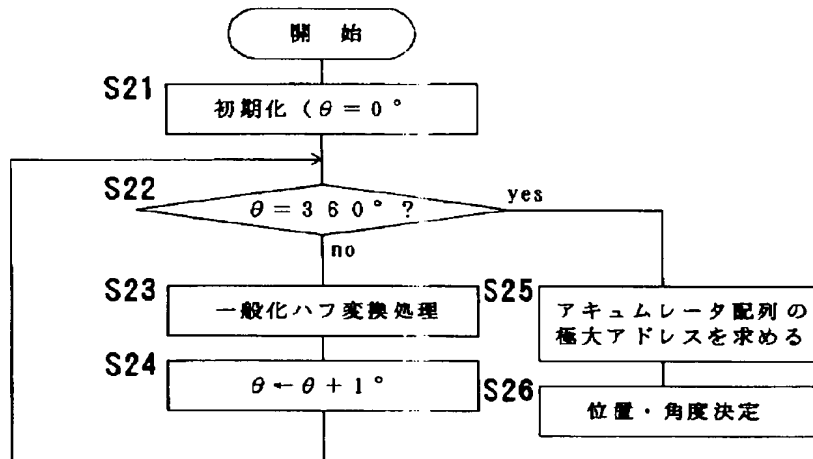 開始
S21
初期化 (θ=0°
S22
θ=360°?
yes
no
S23
一般化ハフ変換処理
S24
θ←θ+1°
S25
アキュムレータ配列の
極大アドレスを求める
S26
位置・角度決定